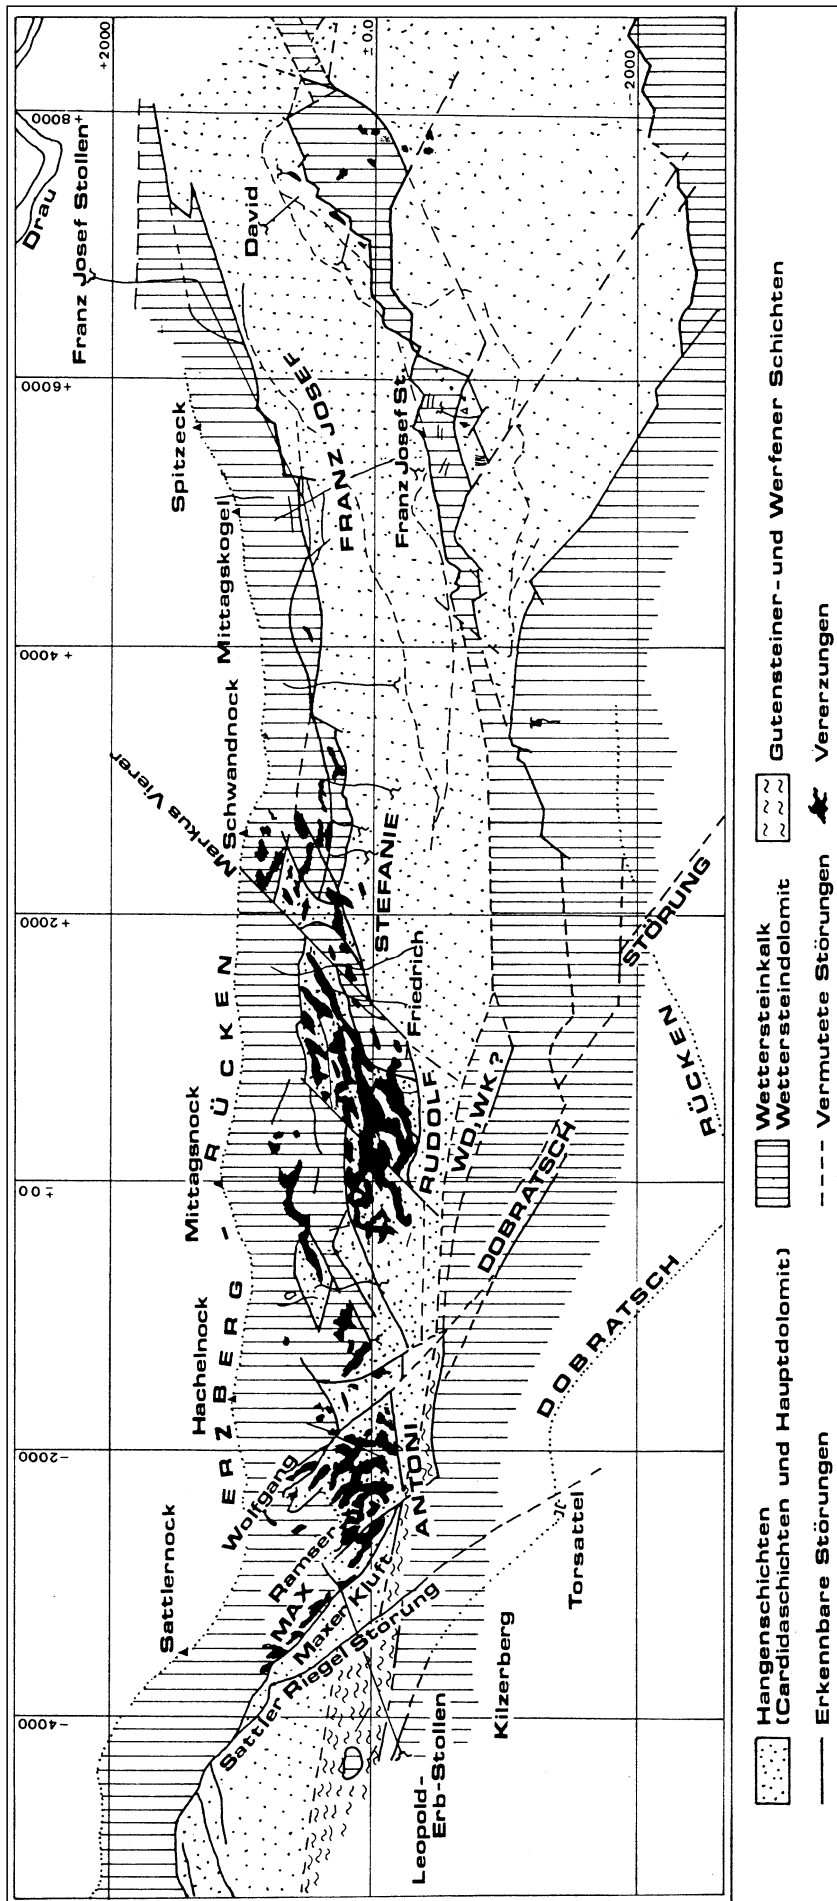 Drau
Franz Josef Stollen
+8000
+6000
+4000
+2000
±00
-2000
-4000
+2000
±0.0
-2000
David
Spitzeck
Mittagskogel
Schwandnock
Mittagsnock
Hachelnock
Sattlernock
FRANZ JOSEF
Franz Josef St.
Markus Vierer
STEFANIE
Friedrich
RUDOLF
WD,WK?
ERZBERG - RÜCKEN
DOBRATSCH
STÖRUNG
DOBRATSCH
RÜCKEN
Wolfgang
Ramser
MAX
Maxer Kluft
ANTONI
Sattler Riegel Störung
Torsattel
Kilzerberg
Leopold-
Erb-Stollen
Hangenschichten
(Cardidaschichten und Hauptdolomit)
Wettersteinkalk
Wettersteindolomit
Gutensteiner- und Werfener Schichten
Erkennbare Störungen
Vermutete Störungen
Vererzungen